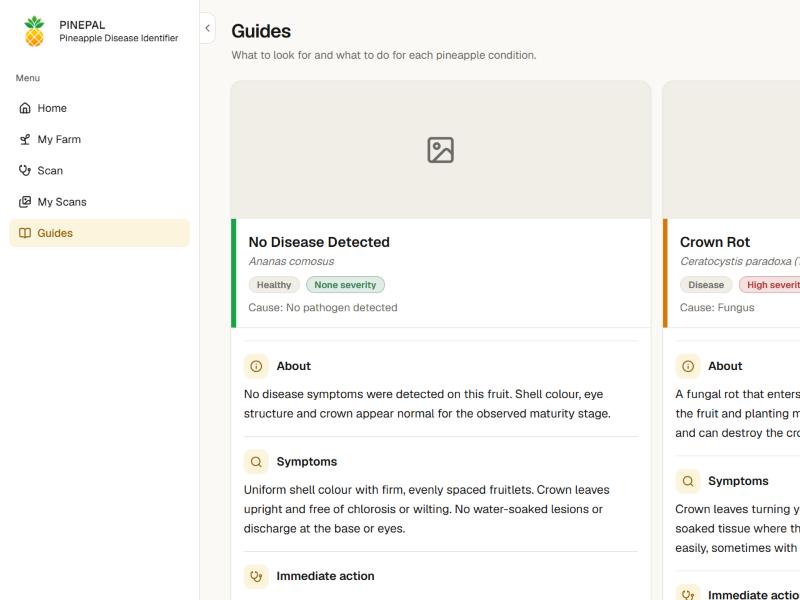 PINEPAL
Pineapple Disease Identifier
Menu
Home
My Farm
Scan
My Scans
Guides
Guides
What to look for and what to do for each pineapple condition.
No Disease Detected
Ananas comosus
Healthy
None severity
Cause: No pathogen detected
About
No disease symptoms were detected on this fruit. Shell colour, eye
structure and crown appear normal for the observed maturity stage.
Symptoms
Uniform shell colour with firm, evenly spaced fruitlets. Crown leaves
upright and free of chlorosis or wilting. No water-soaked lesions or
discharge at the base or eyes.
Immediate action
Crown Rot
Ceratocystis paradoxa
Disease
High
Cause: Fungus
About
A fungal rot that enters
the fruit and planting
and can destroy the
Symptoms
Crown leaves turning
soaked tissue where
easily, sometimes with
Immediate